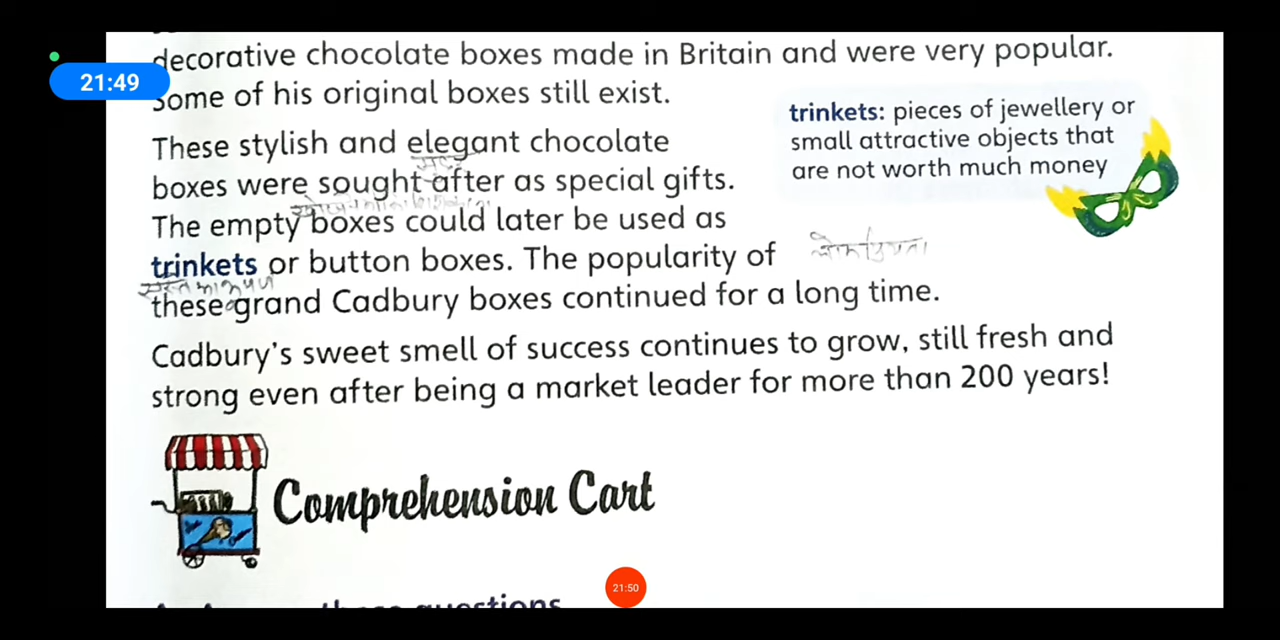 decorative chocolate boxes made in Britain and were very popular.
21:49
Some of his original boxes still exist.
trinkets: pieces of jewellery or
small attractive objects that
are not worth much money
These stylish and elegant chocolate
boxes were sought after as special gifts.
The empty boxes could later be used as
trinkets or button boxes. The popularity of
लोकप्रियता
these grand Cadbury boxes continued for a long time.
Cadbury's sweet smell of success continues to grow, still fresh and
strong even after being a market leader for more than 200 years!
Comprehension Cart
21:50
these questions